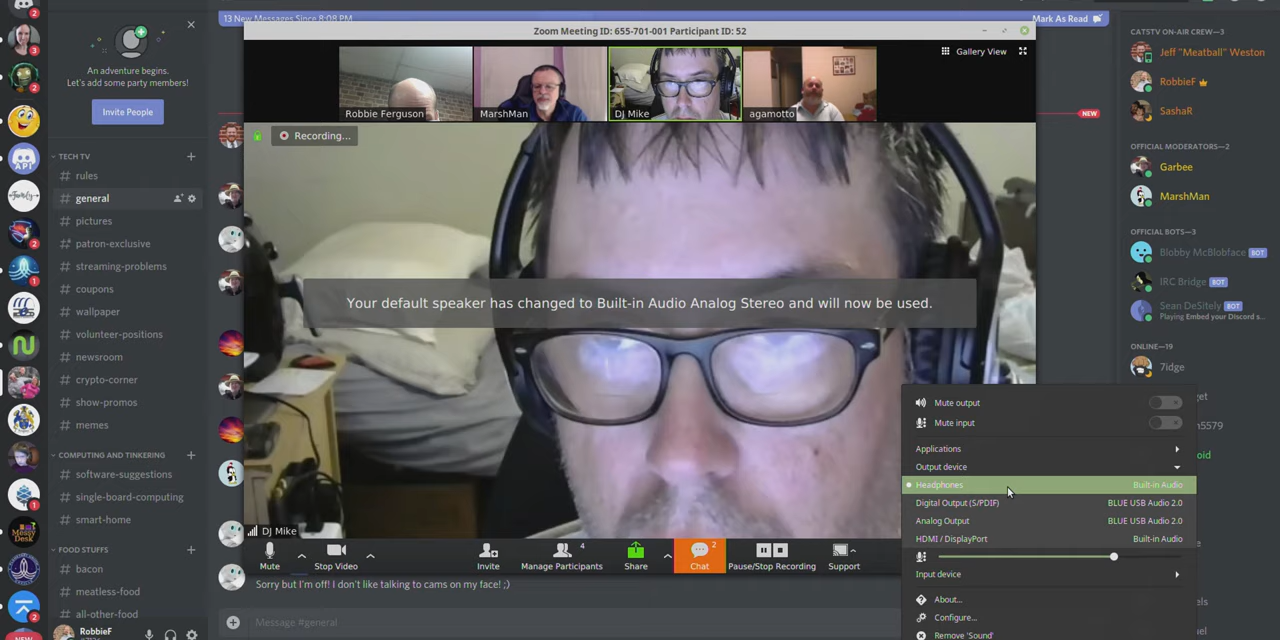 13 New Messages Since 8:08 PM
Mark As Read
An adventure begins.
Let's add some party members!
Invite People
TECH TV
rules
general
pictures
patron-exclusive
streaming-problems
coupons
wallpaper
volunteer-positions
newsroom
crypto-corner
show-promos
memes
COMPUTING AND TINKERING
software-suggestions
single-board-computing
smart-home
FOOD STUFFS
bacon
meatless-food
all-other-food
RobbieF
Zoom Meeting ID: 655-701-001 Participant ID: 52
Gallery View
Robbie Ferguson
MarshMan
DJ Mike
agamotto
NEW
Recording...
Your default speaker has changed to Built-in Audio Analog Stereo and will now be used.
DJ Mike
Mute
Stop Video
Invite
4
Manage Participants
Share
2
Chat
Pause/Stop Recording
Support
Sorry but I'm off! I don't like talking to cams on my face! ;)
Message #general
Mute output
Mute input
Applications
Output device
Headphones Built-in Audio
Digital Output (S/PDIF) BLUE USB Audio 2.0
Analog Output BLUE USB Audio 2.0
HDMI / DisplayPort Built-in Audio
Input device
About...
Configure...
Remove 'Sound'
CATSTV ON-AIR CREW—3
Jeff "Meatball" Weston
RobbieF
SashaR
OFFICIAL MODERATORS—2
Garbee
MarshMan
OFFICIAL BOTS—3
Blobby McBlobface BOT
IRC Bridge BOT
Sean DeSitely BOT
Playing Embed your Discord s...
ONLINE—19
7idge